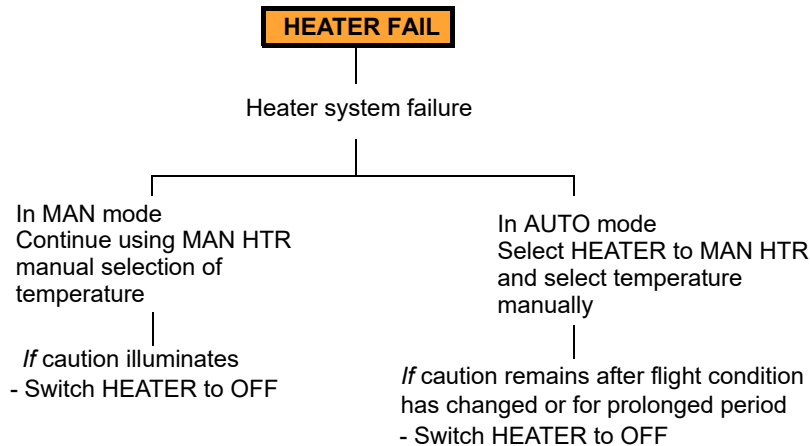 HEATER FAIL
Heater system failure
In MAN mode
Continue using MAN HTR
manual selection of
temperature
If caution illuminates
- Switch HEATER to OFF
In AUTO mode
Select HEATER to MAN HTR
and select temperature
manually
If caution remains after flight condition
has changed or for prolonged period
- Switch HEATER to OFF